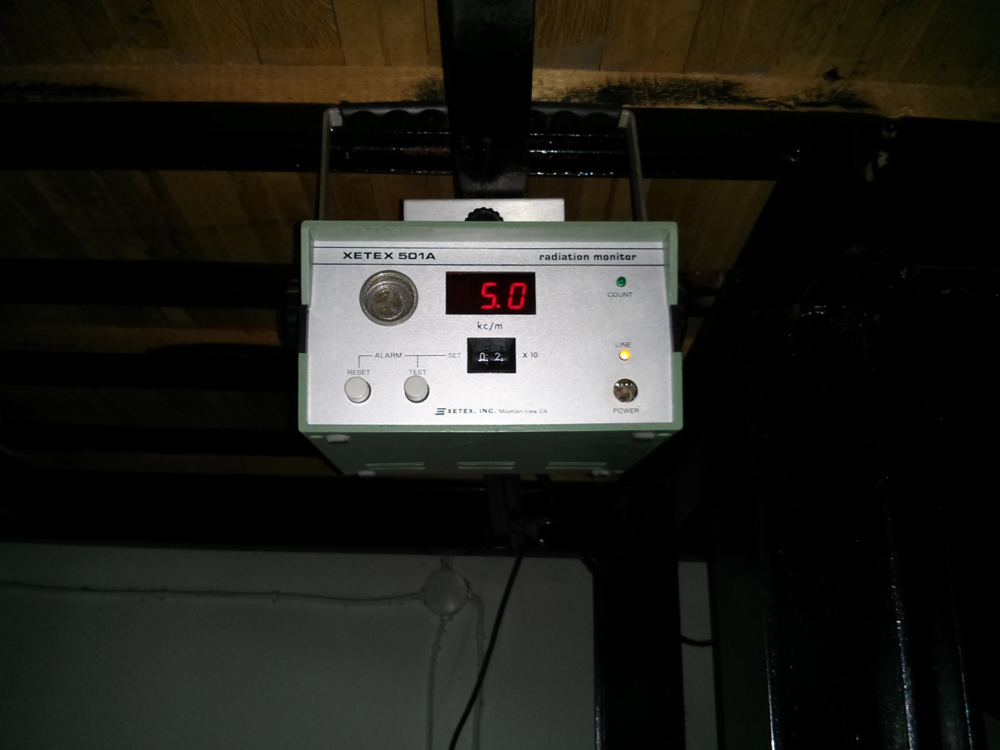 XETEX 501A radiation monitor
5.0
COUNT
kc/m
LINE
ALARM SET 02 X 10
RESET TEST
XETEX, INC. Mountain View, CA
POWER